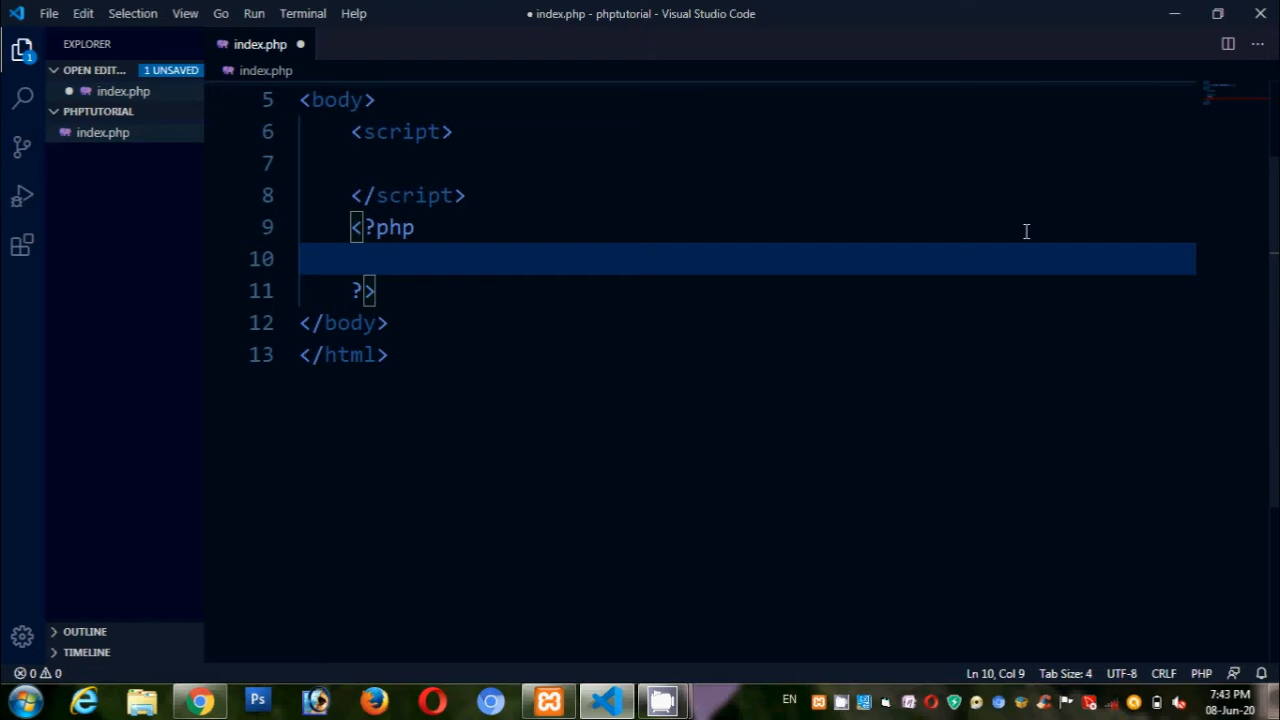 File Edit Selection View Go Run Terminal Help
● index.php - phptutorial - Visual Studio Code
EXPLORER
index.php
OPEN EDIT... 1 UNSAVED
index.php
index.php
PHPTUTORIAL
index.php
5 <body>
6 <script>
7
8 </script>
9 <?php
10
11 ?>
12 </body>
13 </html>
OUTLINE
TIMELINE
0 0
Ln 10, Col 9 Tab Size: 4 UTF-8 CRLF PHP
1
Ps
EN
7:43 PM
08-Jun-20